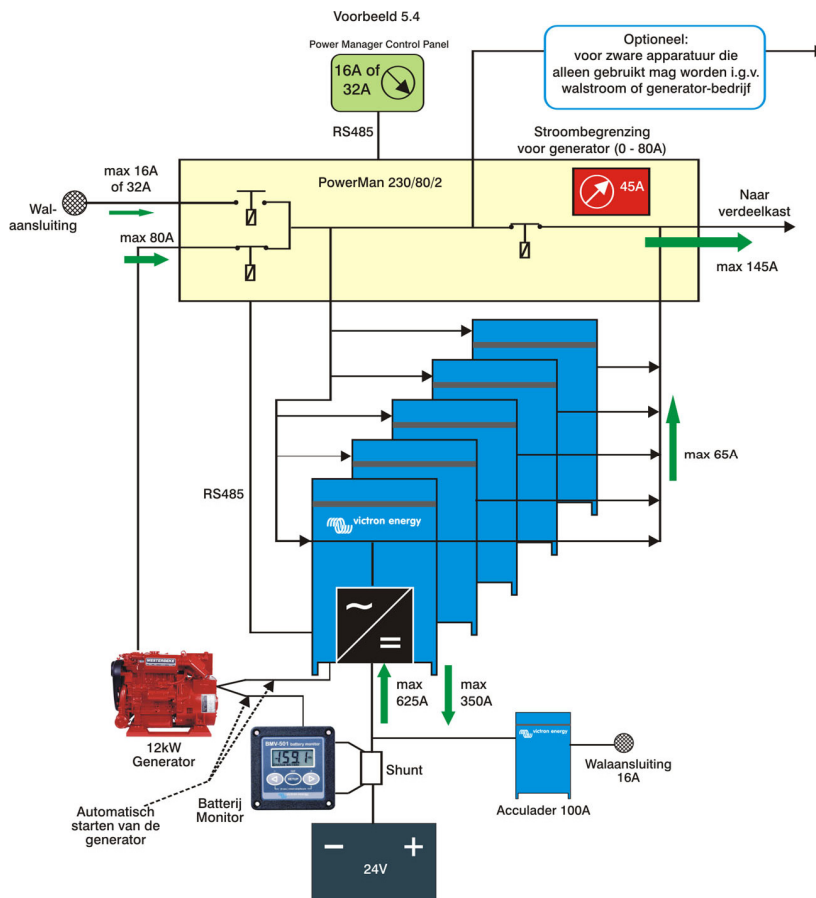 Voorbeeld 5.4
Power Manager Control Panel
16A of
32A
RS485
Optioneel:
voor zware apparatuur die
alleen gebruikt mag worden i.g.v.
walstroom of generator-bedrijf
Stroombegrenzing
voor generator (0 - 80A)
PowerMan 230/80/2
45A
max 16A
of 32A
Wal-
aansluiting
max 80A
Naar
verdeelkast
max 145A
max 65A
RS485
victron energy
max
625A
max
350A
WESTERBEKE
12kW
Generator
BMV-501 battery monitor
Shunt
victron energy
Walaansluiting
16A
Acculader 100A
Automatisch
starten van de
generator
Batterij
Monitor
24V